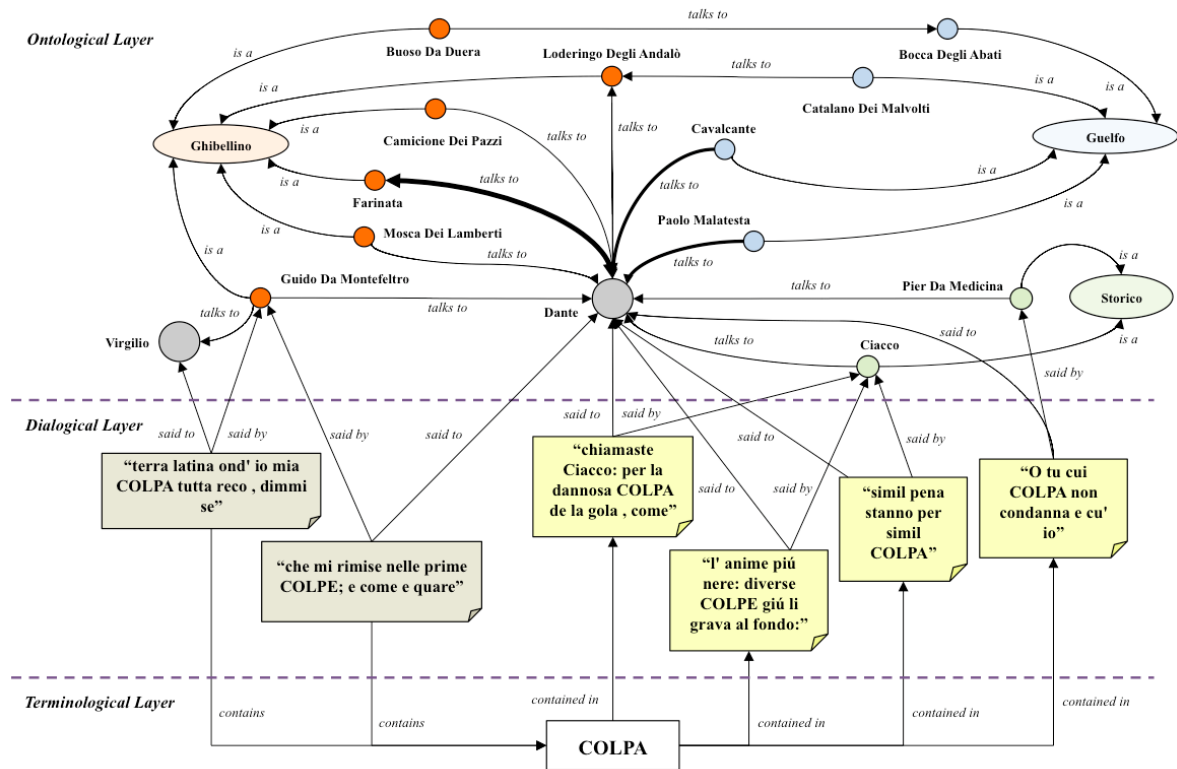 talks to
Ontological Layer
Buoso Da Duera
Loderingo Degli Andalò
Bocca Degli Abati
is a
is a
talks to
is a
is a
is a
Catalano Dei Malvolti
Ghibellino
Camicione Dei Pazzi
talks to
Cavalcante
Guelfo
is a
talks to
talks to
is a
Farinata
Paolo Malatesta
is a
Mosca Dei Lamberti
is a
talks to
is a
talks to
Guido Da Montefeltro
Pier Da Medicina
is a
talks to
talks to
Storico
talks to
Dante
Virgilio
talks to
Ciacco
said to
is a
said by
Dialogical Layer
said to
said by
said by
said to
said to
said by
said to
said by
said by
“terra latina ond' io mia
COLPA tutta reco , dimmi
se”
“chiamaste
Ciacco: per la
dannosa COLPA
de la gola , come”
“simil pena
stanno per
simil
COLPA”
“O tu cui
COLPA non
condanna e cu'
io”
“che mi rimise nelle prime
COLPE; e come e quare”
“l' anime piú
nere: diverse
COLPE giú li
grava al fondo:”
Terminological Layer
contains
contains
contained in
contained in
contained in
contained in
COLPA